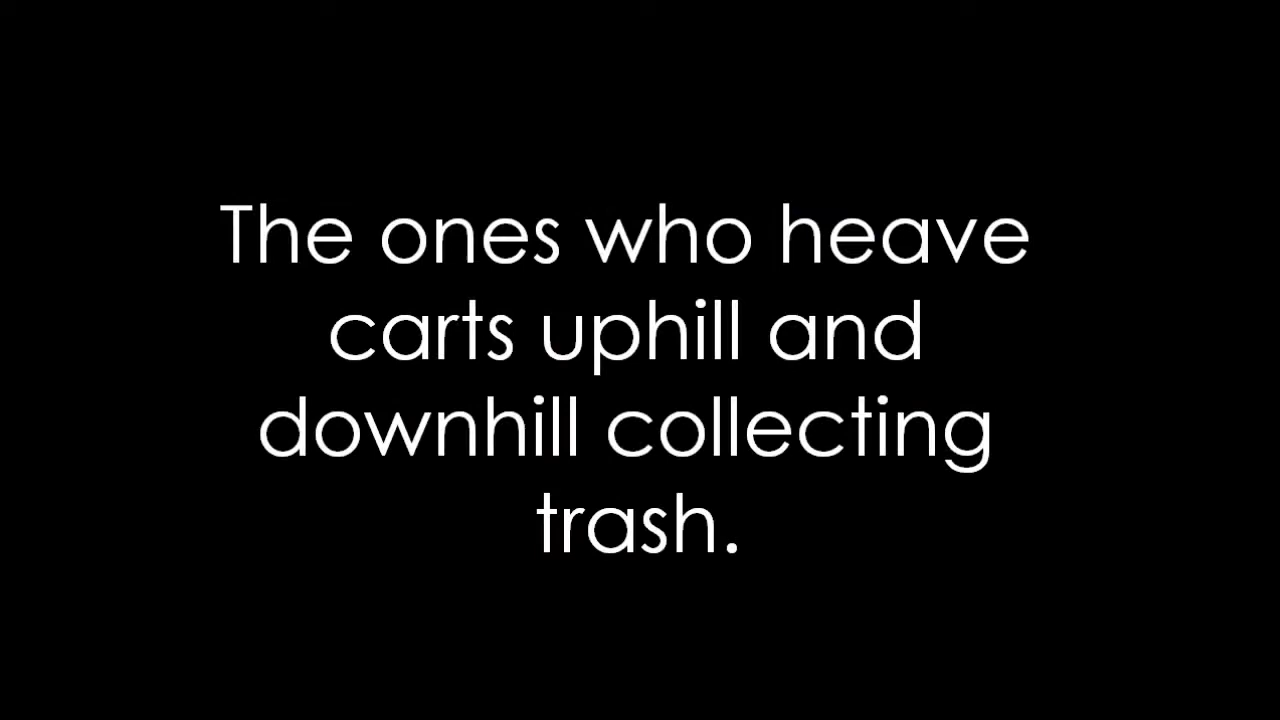 The ones who heave
carts uphill and
downhill collecting
trash.